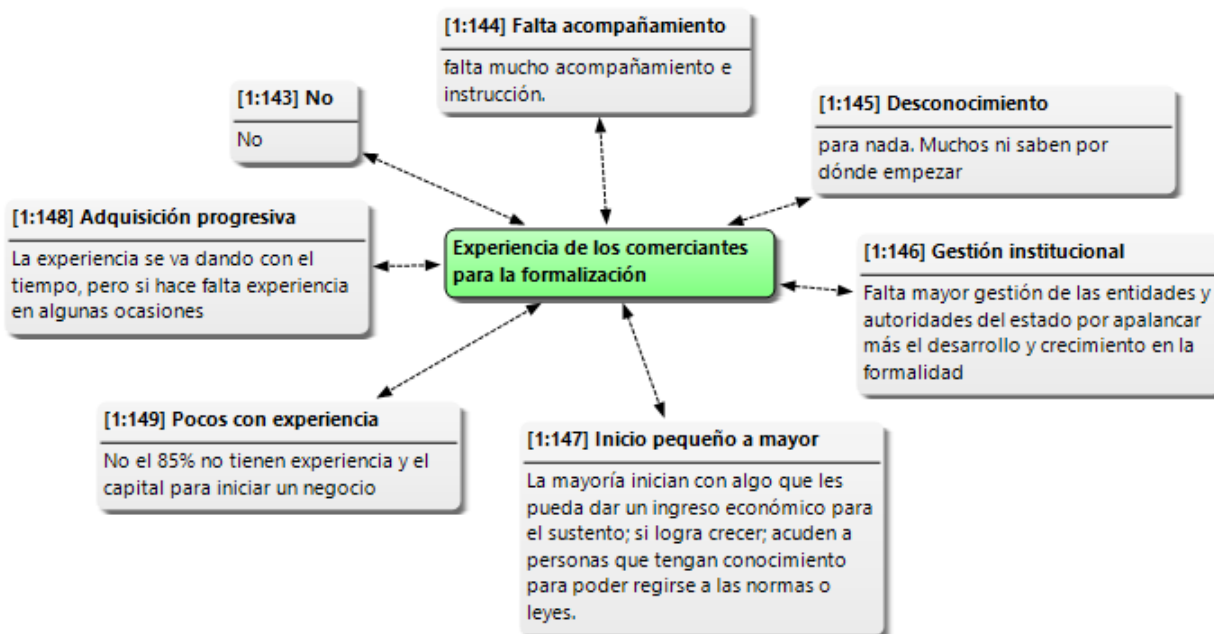 [1:144] Falta acompañamiento
falta mucho acompañamiento e
instrucción.
[1:143] No
No
[1:145] Desconocimiento
para nada. Muchos ni saben por
dónde empezar
[1:148] Adquisición progresiva
La experiencia se va dando con el
tiempo, pero si hace falta experiencia
en algunas ocasiones
Experiencia de los comerciantes
para la formalización
[1:146] Gestión institucional
Falta mayor gestión de las entidades y
autoridades del estado por apalancar
más el desarrollo y crecimiento en la
formalidad
[1:149] Pocos con experiencia
No el 85% no tienen experiencia y el
capital para iniciar un negocio
[1:147] Inicio pequeño a mayor
La mayoría inician con algo que les
pueda dar un ingreso económico para
el sustento; si logra crecer; acuden a
personas que tengan conocimiento
para poder regirse a las normas o
leyes.